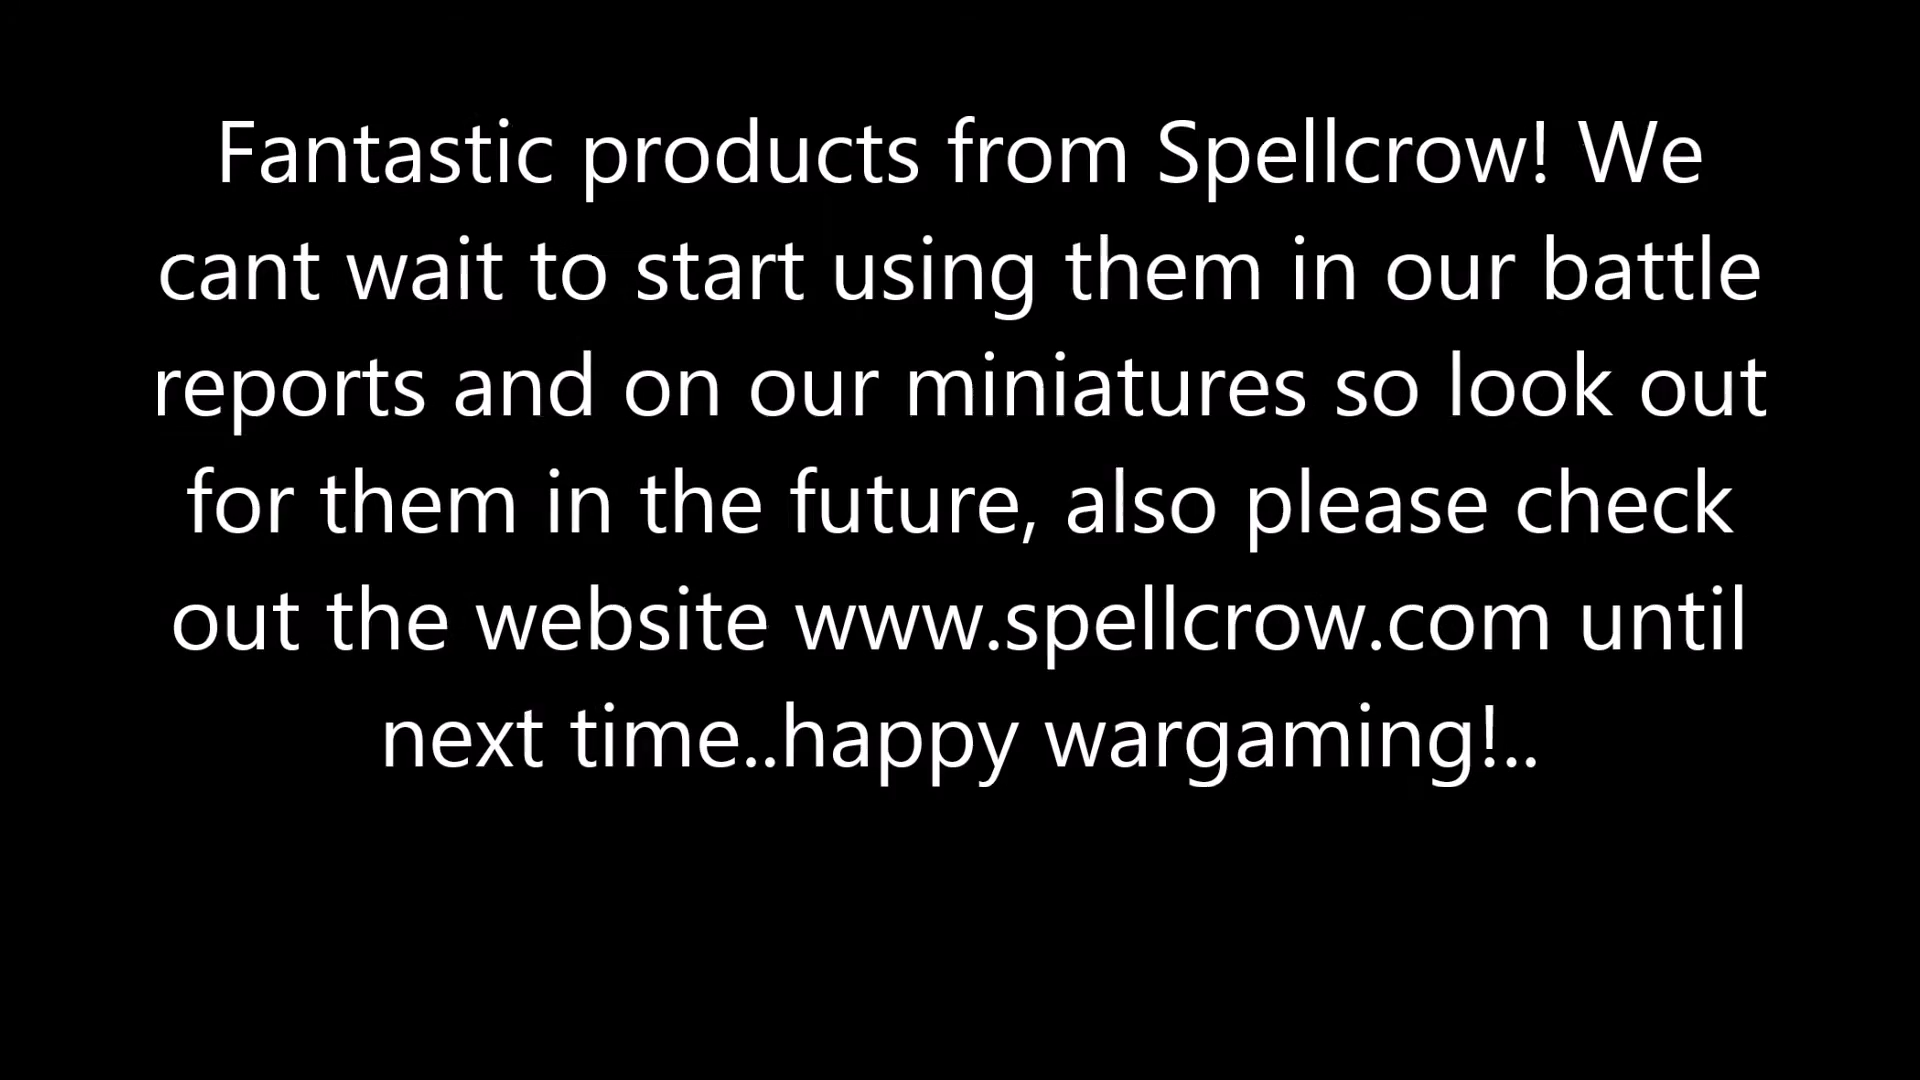 Fantastic products from Spellcrow! We
cant wait to start using them in our battle
reports and on our miniatures so look out
for them in the future, also please check
out the website www.spellcrow.com until
next time..happy wargaming!..